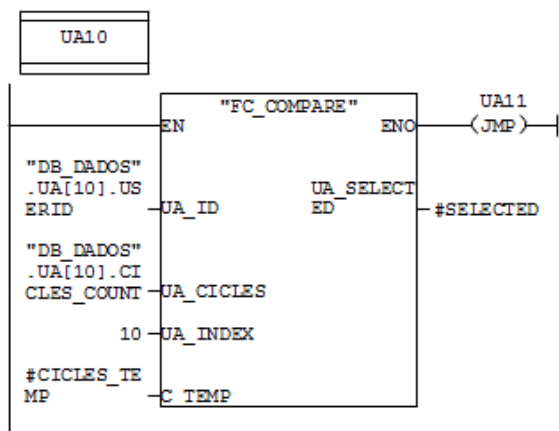 UA10
"FC_COMPARE"
UA11
EN
ENO
(JMP)
"DB_DADOS"
.UA[10].US
ERID
UA_ID
UA_SELECT
ED
#SELECTED
"DB_DADOS"
.UA[10].CI
CLES_COUNT
UA_CICLES
10
UA_INDEX
#CICLES_TE
MP
C_TEMP